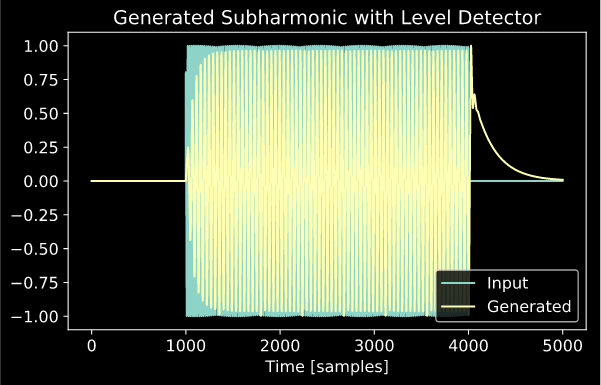 Generated Subharmonic with Level Detector
1.00
0.75
0.50
0.25
0.00
−0.25
−0.50
−0.75
−1.00
Input
Generated
0 1000 2000 3000 4000 5000
Time [samples]